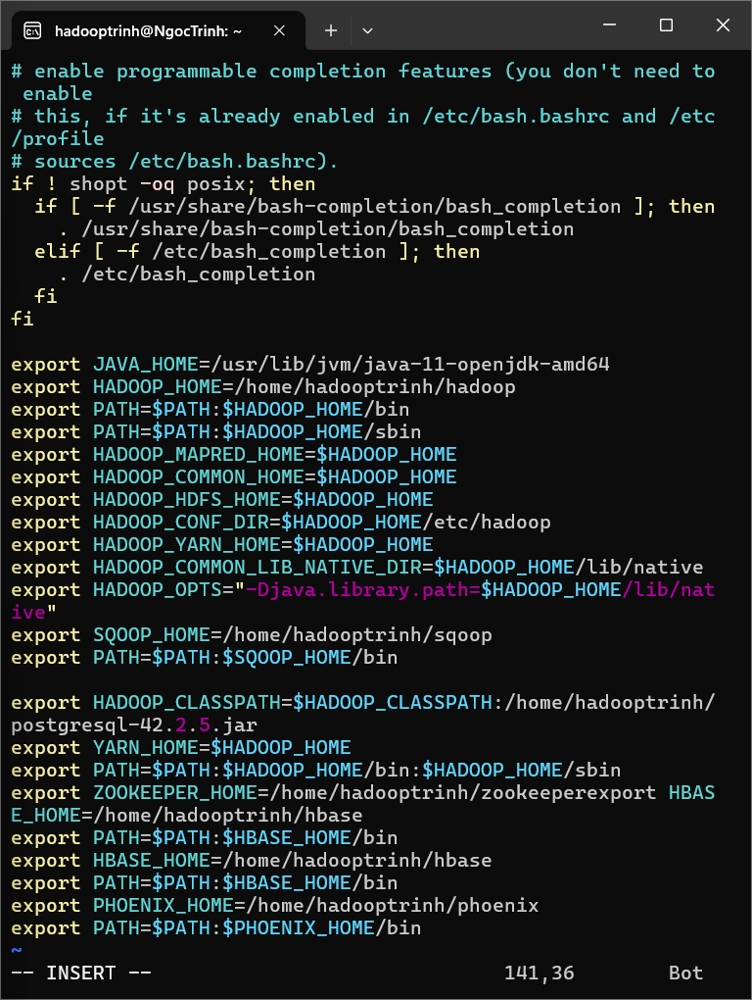 hadooptrinh@NgocTrinh: ~
# enable programmable completion features (you don't need to
 enable
# this, if it's already enabled in /etc/bash.bashrc and /etc
/profile
# sources /etc/bash.bashrc).
if ! shopt -oq posix; then
  if [ -f /usr/share/bash-completion/bash_completion ]; then
    . /usr/share/bash-completion/bash_completion
  elif [ -f /etc/bash_completion ]; then
    . /etc/bash_completion
  fi
fi

export JAVA_HOME=/usr/lib/jvm/java-11-openjdk-amd64
export HADOOP_HOME=/home/hadooptrinh/hadoop
export PATH=$PATH:$HADOOP_HOME/bin
export PATH=$PATH:$HADOOP_HOME/sbin
export HADOOP_MAPRED_HOME=$HADOOP_HOME
export HADOOP_COMMON_HOME=$HADOOP_HOME
export HADOOP_HDFS_HOME=$HADOOP_HOME
export HADOOP_CONF_DIR=$HADOOP_HOME/etc/hadoop
export HADOOP_YARN_HOME=$HADOOP_HOME
export HADOOP_COMMON_LIB_NATIVE_DIR=$HADOOP_HOME/lib/native
export HADOOP_OPTS="-Djava.library.path=$HADOOP_HOME/lib/nat
ive"
export SQOOP_HOME=/home/hadooptrinh/sqoop
export PATH=$PATH:$SQOOP_HOME/bin

export HADOOP_CLASSPATH=$HADOOP_CLASSPATH:/home/hadooptrinh/
postgresql-42.2.5.jar
export YARN_HOME=$HADOOP_HOME
export PATH=$PATH:$HADOOP_HOME/bin:$HADOOP_HOME/sbin
export ZOOKEEPER_HOME=/home/hadooptrinh/zookeeperexport HBAS
E_HOME=/home/hadooptrinh/hbase
export PATH=$PATH:$HBASE_HOME/bin
export HBASE_HOME=/home/hadooptrinh/hbase
export PATH=$PATH:$HBASE_HOME/bin
export PHOENIX_HOME=/home/hadooptrinh/phoenix
export PATH=$PATH:$PHOENIX_HOME/bin
~
-- INSERT -- 141,36 Bot